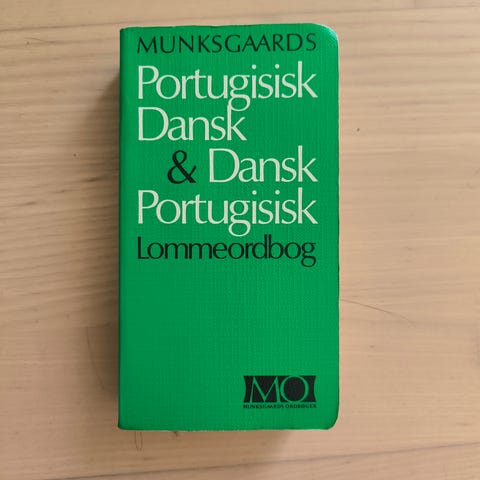 MUNKSGAARDS
Portugisisk
Dansk
& Dansk
Portugisisk
Lommeordbog
MO
MUNKSGAARDS ORDBØGER